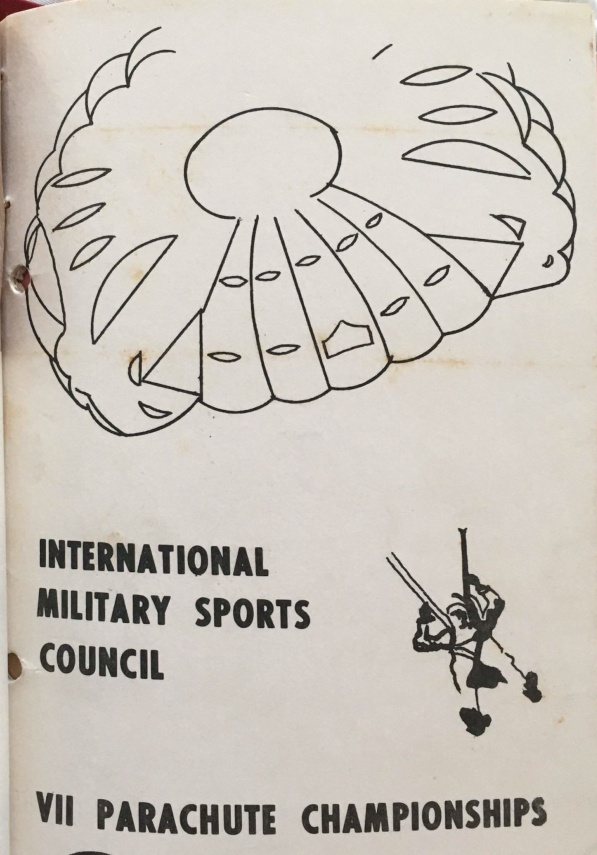 INTERNATIONAL
MILITARY SPORTS
COUNCIL
VII PARACHUTE CHAMPIONSHIPS